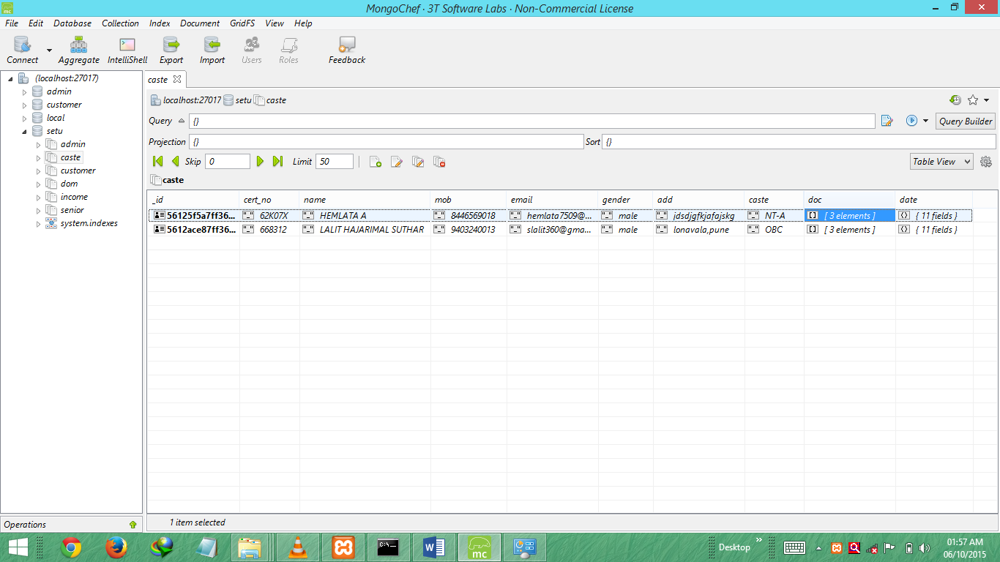 MongoChef · 3T Software Labs · Non-Commercial License
File Edit Database Collection Index Document GridFS View Help
Connect Aggregate IntelliShell Export Import Users Roles Feedback
(localhost:27017)
admin
customer
local
setu
admin
caste
customer
dom
income
senior
system.indexes
Operations
caste
localhost:27017 setu caste
Query {} Query Builder
Projection {} Sort {}
Skip 0 Limit 50 Table View
caste
_id cert_no name mob email gender add caste doc date
56125f5a7ff36... 62K07X HEMLATA A 8446569018 hemlata7509@... male jdsdjgfkjafajskg NT-A [ 3 elements ] { 11 fields }
5612ace87ff36... 668312 LALIT HAJARIMAL SUTHAR 9403240013 slalit360@gma... male lonavala,pune OBC [ 3 elements ] { 11 fields }
1 item selected
C:\_ W mc Desktop 01:57 AM
06/10/2015